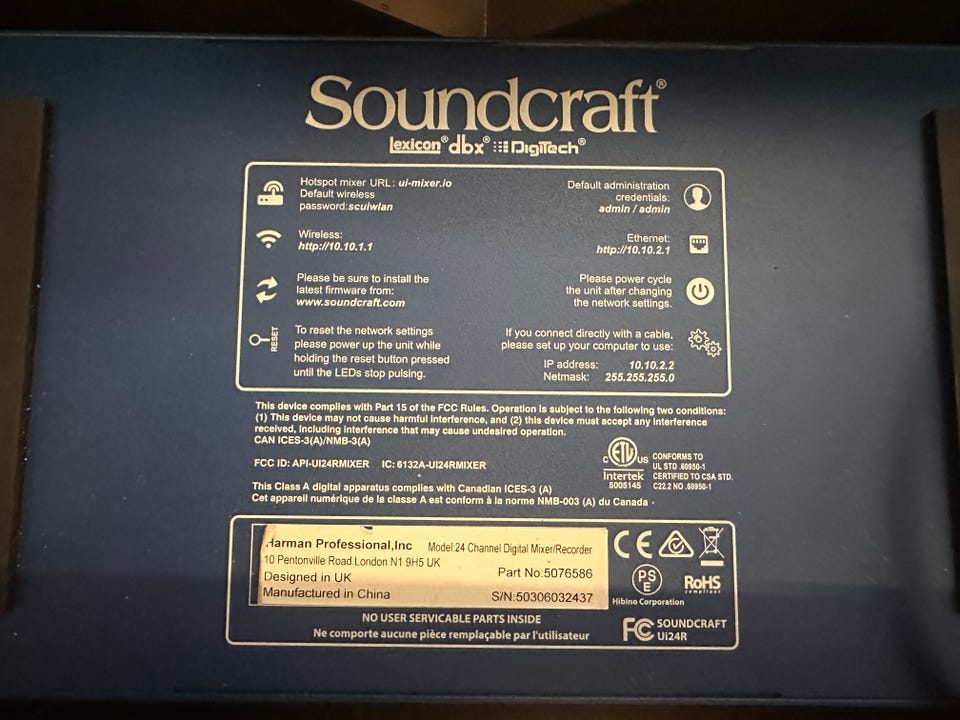 Soundcraft®
lexicon® dbx® DigiTech®
Hotspot mixer URL: ui-mixer.io
Default wireless
password:scuiwlan
Default administration
credentials:
admin / admin
Wireless:
http://10.10.1.1
Ethernet:
http://10.10.2.1
Please be sure to install the
latest firmware from:
www.soundcraft.com
Please power cycle
the unit after changing
the network settings.
RESET
To reset the network settings
please power up the unit while
holding the reset button pressed
until the LEDs stop pulsing.
If you connect directly with a cable,
please set up your computer to use:
IP address: 10.10.2.2
Netmask: 255.255.255.0
This device complies with Part 15 of the FCC Rules. Operation is subject to the following two conditions:
(1) This device may not cause harmful interference, and (2) this device must accept any interference
received, including interference that may cause undesired operation.
CAN ICES-3(A)/NMB-3(A)
FCC ID: API-UI24RMIXER IC: 6132A-UI24RMIXER
This Class A digital apparatus complies with Canadian ICES-3 (A)
Cet appareil numérique de la classe A est conform à la norme NMB-003 (A) du Canada -
C ETL US
Intertek
5005145
CONFORMS TO
UL STD .60950-1
CERTIFIED TO CSA STD.
C22.2 NO .60950-1
Harman Professional,Inc Model:24 Channel Digital Mixer/Recorder
10 Pentonville Road.London N1 9H5 UK
Designed in UK Part No:5076586
Manufactured in China S/N:50306032437
CE
PS
E
RoHS
compliant
Hibino Corporation
NO USER SERVICABLE PARTS INSIDE
Ne comporte aucune pièce remplaçable par l'utilisateur
FC SOUNDCRAFT
Ui24R